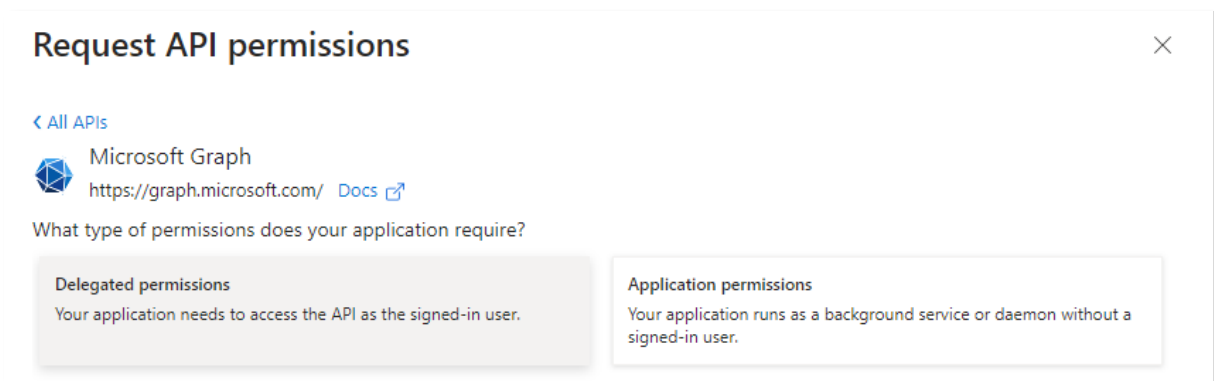 Request API permissions
All APIs
Microsoft Graph
https://graph.microsoft.com/ Docs
What type of permissions does your application require?
Delegated permissions
Your application needs to access the API as the signed-in user.
Application permissions
Your application runs as a background service or daemon without a
signed-in user.